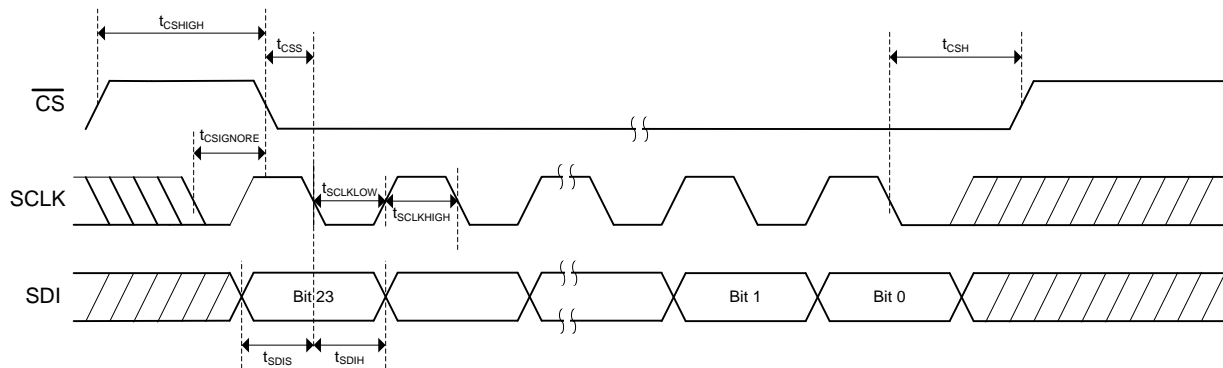 tCSHIGH
tCSS
tCSH
CS
tCSIGNORE
SCLK
tSCLKLOW
tSCLKHIGH
SDI
Bit 23
Bit 1
Bit 0
tSDIS
tSDIH